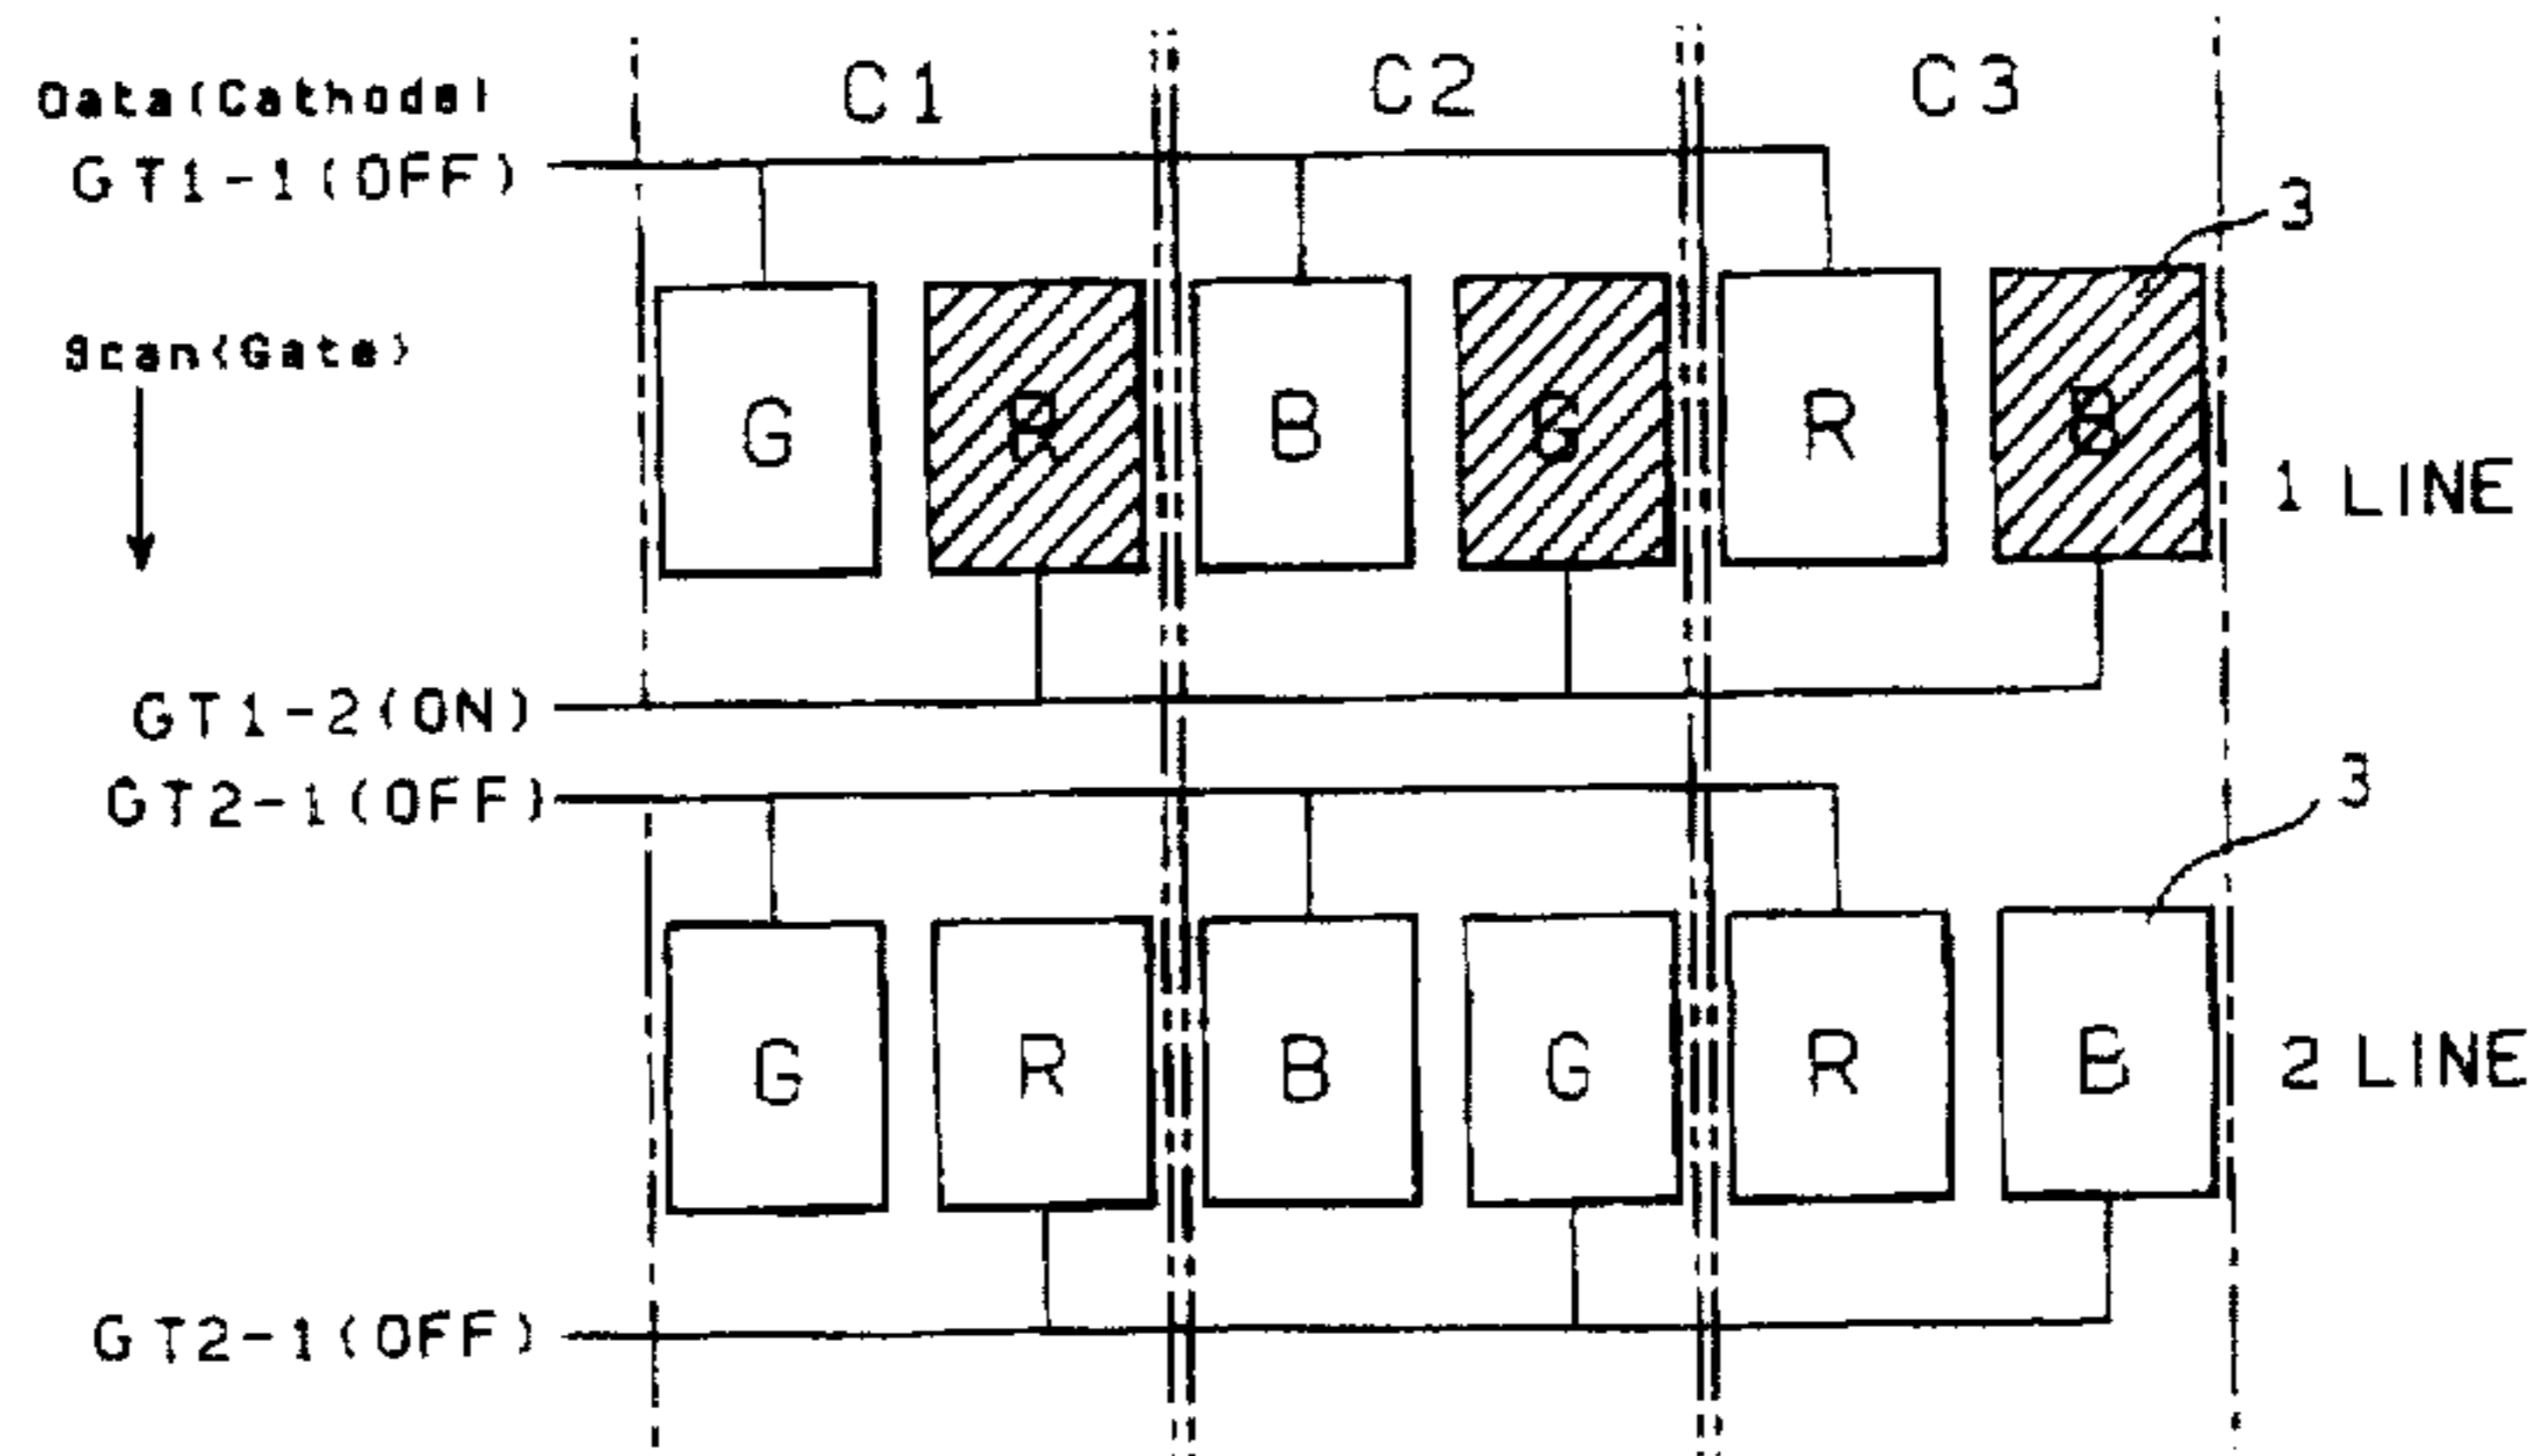 C1 C2 C3
Data(Cathode)
GT1-1(OFF)
3
Scan(Gate)
G R B G R B
1 LINE
GT1-2(ON)
GT2-1(OFF)
3
G R B G R B
2 LINE
GT2-1(OFF)